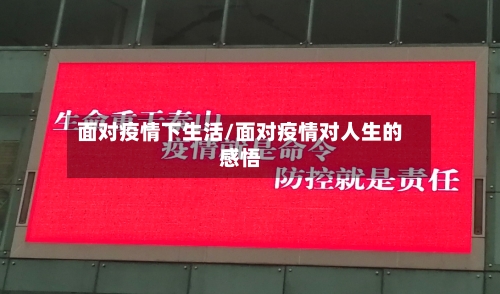 生命重于泰山
疫情就是命令
防控就是责任
面对疫情下生活/面对疫情对人生的
感悟